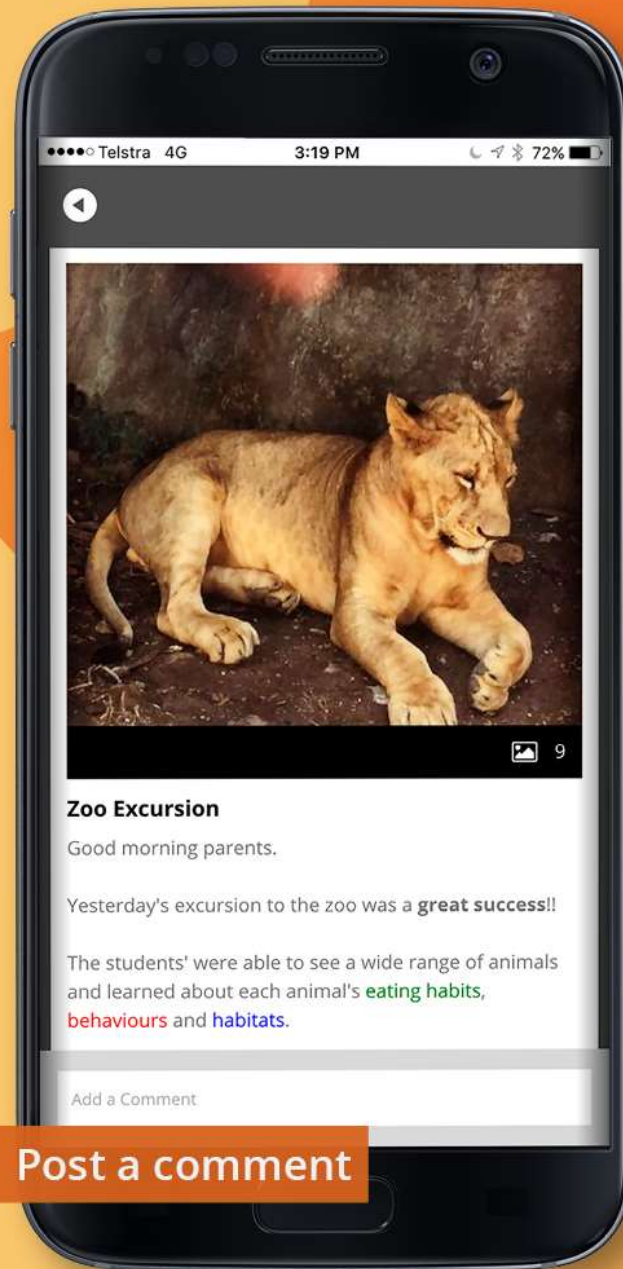 Telstra 4G 3:19 PM 72%
9
Zoo Excursion
Good morning parents.
Yesterday's excursion to the zoo was a great success!!
The students' were able to see a wide range of animals
and learned about each animal's eating habits,
behaviours and habitats.
Add a Comment
Post a comment